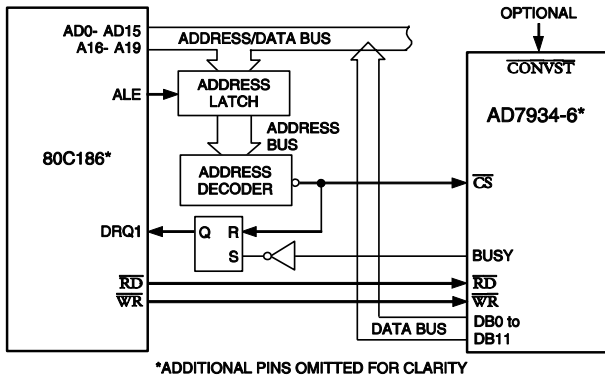 OPTIONAL
AD0- AD15
A16- A19
ADDRESS/DATA BUS
CONVST
ALE
ADDRESS
LATCH
AD7934-6*
ADDRESS
BUS
80C186*
ADDRESS
DECODER
CS
DRQ1
Q
R
S
BUSY
RD
RD
WR
WR
DATA BUS
DB0 to
DB11
*ADDITIONAL PINS OMITTED FOR CLARITY